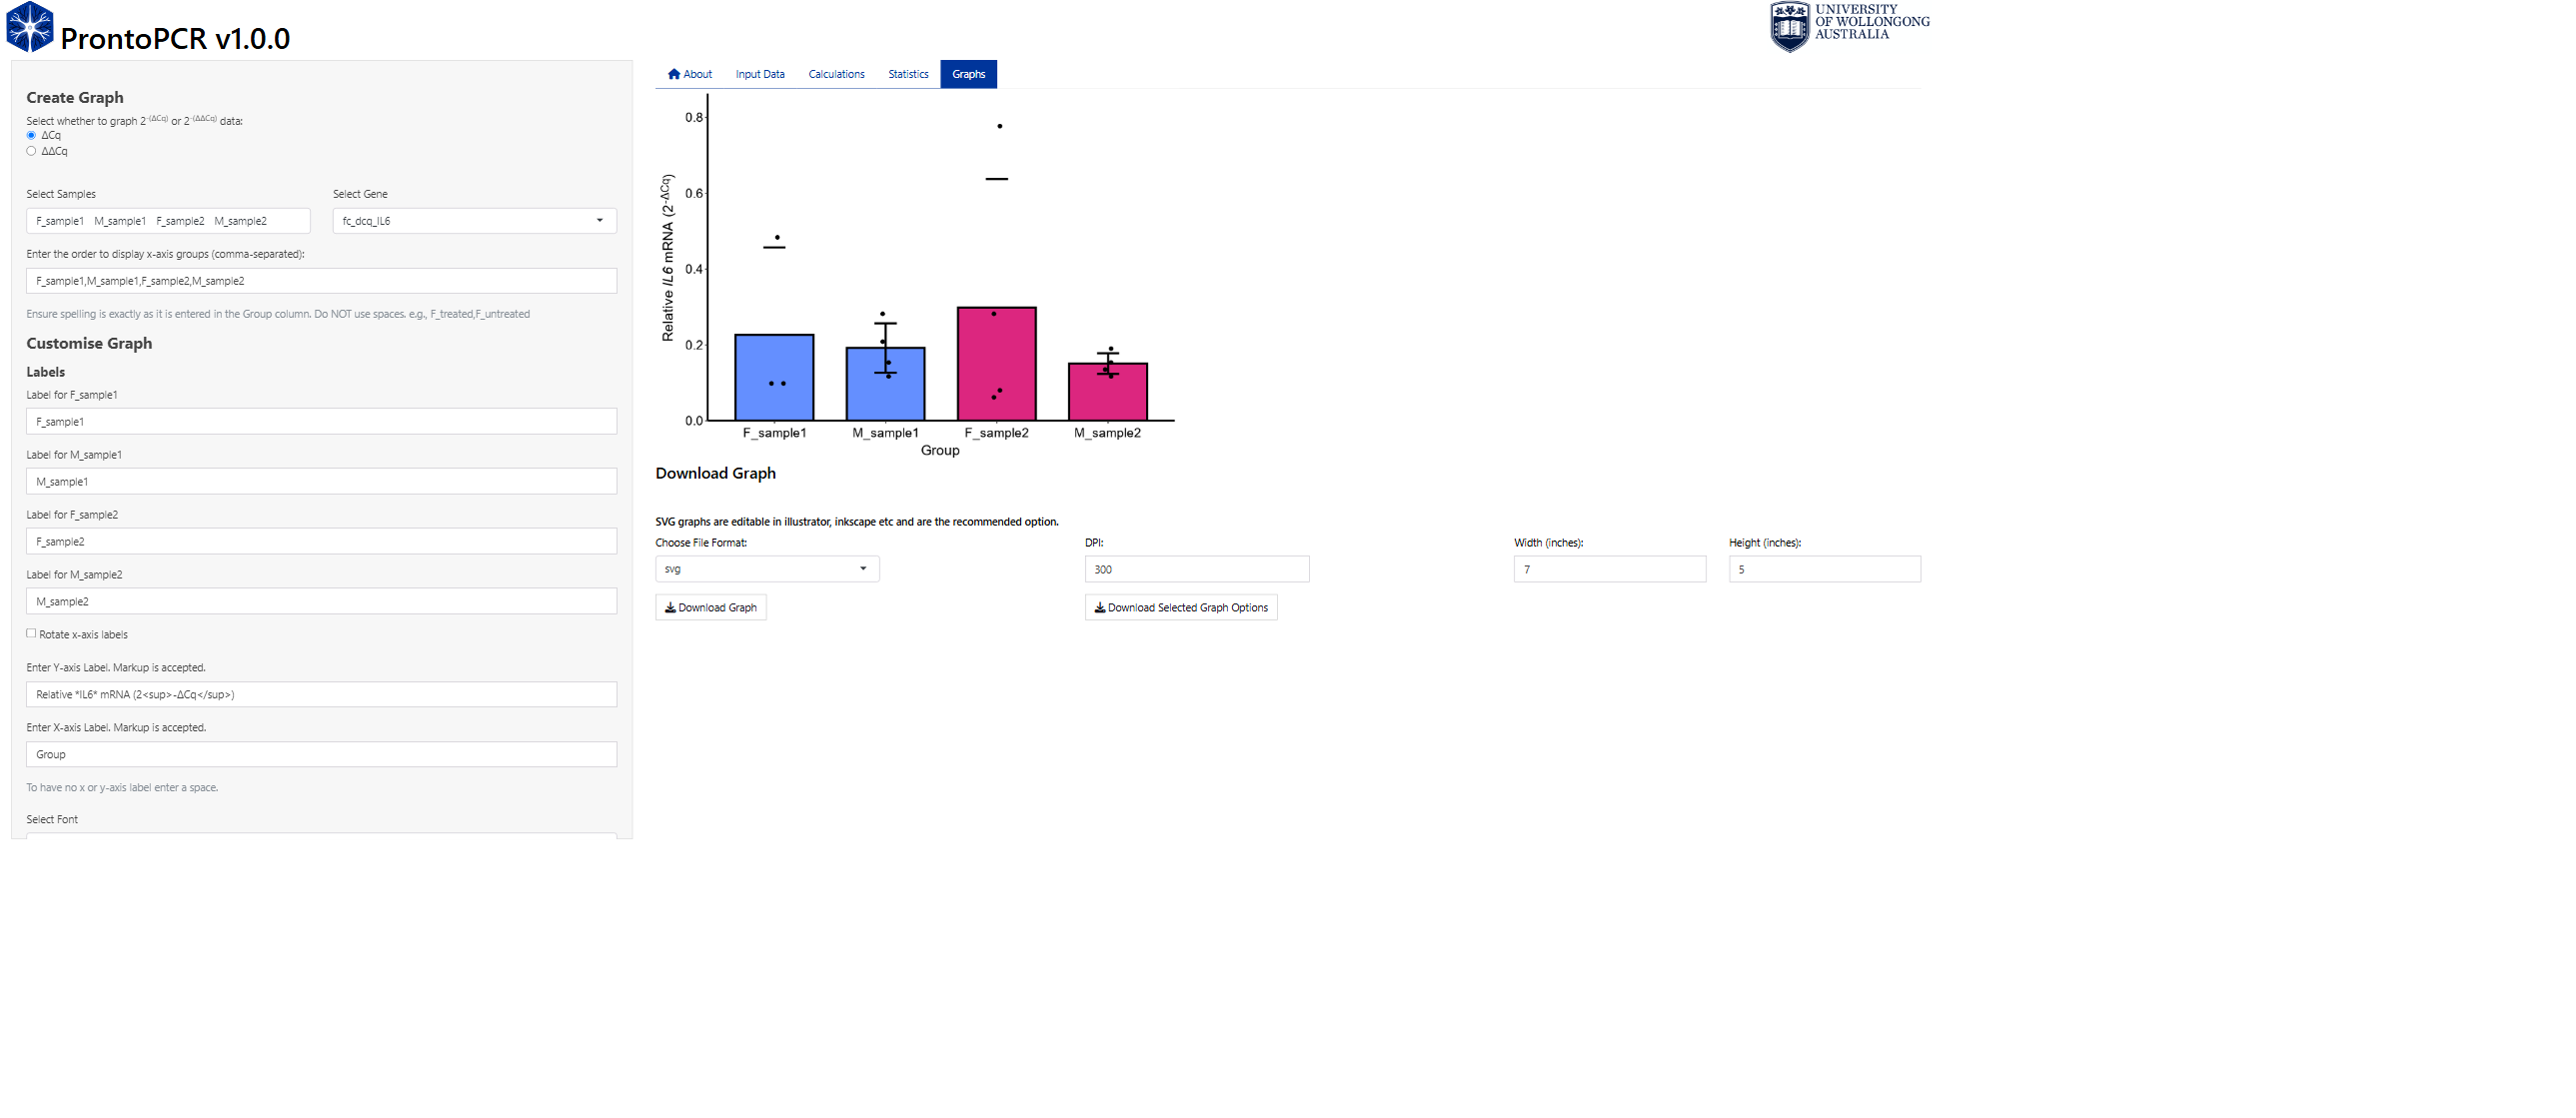 ProntoPCR v1.0.0
UNIVERSITY
OF WOLLONGONG
AUSTRALIA
Create Graph
Select whether to graph 2-(ΔCq) or 2-(ΔΔCq) data:
ΔCq
ΔΔCq
Select Samples
Select Gene
F_sample1 M_sample1 F_sample2 M_sample2
fc_dcq_IL6
Enter the order to display x-axis groups (comma-separated):
F_sample1,M_sample1,F_sample2,M_sample2
Ensure spelling is exactly as it is entered in the Group column. Do NOT use spaces. e.g., F_treated,F_untreated
Customise Graph
Labels
Label for F_sample1
F_sample1
Label for M_sample1
M_sample1
Label for F_sample2
F_sample2
Label for M_sample2
M_sample2
Rotate x-axis labels
Enter Y-axis Label. Markup is accepted.
Relative *IL6* mRNA (2<sup>-ΔCq</sup>)
Enter X-axis Label. Markup is accepted.
Group
To have no x or y-axis label enter a space.
Select Font
About Input Data Calculations Statistics Graphs
Relative IL6 mRNA (2-ΔCq)
0.8
0.6
0.4
0.2
0.0
F_sample1 M_sample1 F_sample2 M_sample2
Group
Download Graph
SVG graphs are editable in illustrator, inkscape etc and are the recommended option.
Choose File Format: DPI: Width (inches): Height (inches):
svg 300 7 5
Download Graph Download Selected Graph Options